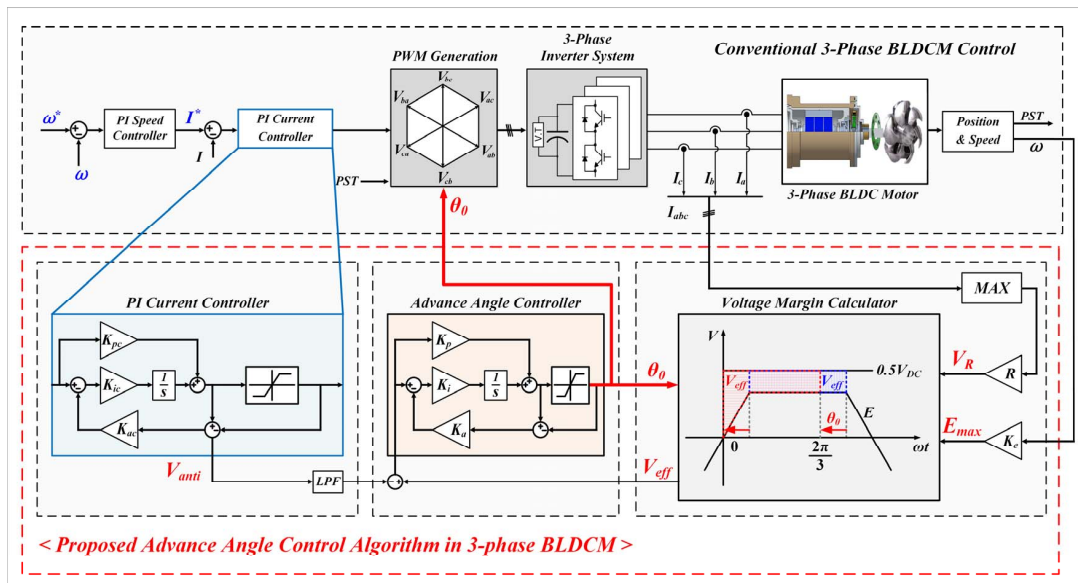 Conventional 3-Phase BLDCM Control
PWM Generation
3-Phase
Inverter System
ω*
ω
PI Speed
Controller
I*
I
PI Current
Controller
PST
V_bc
V_ba
V_ac
V_ab
V_cb
θ₀
V.T
I_c
I_b
I_a
I_abc
3-Phase BLDC Motor
Position
& Speed
PST
ω
PI Current Controller
K_pc
K_ic
1
s
K_ac
V_anti
LPF
Advance Angle Controller
K_p
K_i
1
s
K_a
θ₀
V_eff
Voltage Margin Calculator
V
V_eff
V_eff
0.5V_DC
E
θ₀
0
2π
3
ωt
MAX
V_R
R
E_max
K_e
< Proposed Advance Angle Control Algorithm in 3-phase BLDCM >